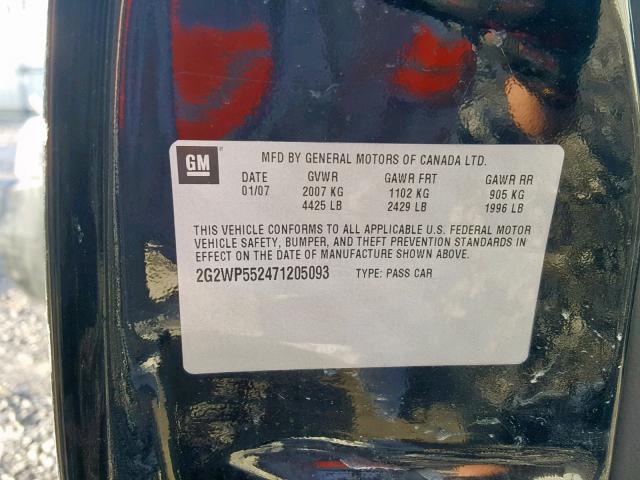 GM MFD BY GENERAL MOTORS OF CANADA LTD.
DATE GVWR GAWR FRT GAWR RR
01/07 2007 KG 1102 KG 905 KG
4425 LB 2429 LB 1996 LB
THIS VEHICLE CONFORMS TO ALL APPLICABLE U.S. FEDERAL MOTOR
VEHICLE SAFETY, BUMPER, AND THEFT PREVENTION STANDARDS IN
EFFECT ON THE DATE OF MANUFACTURE SHOWN ABOVE.
2G2WP552471205093 TYPE: PASS CAR